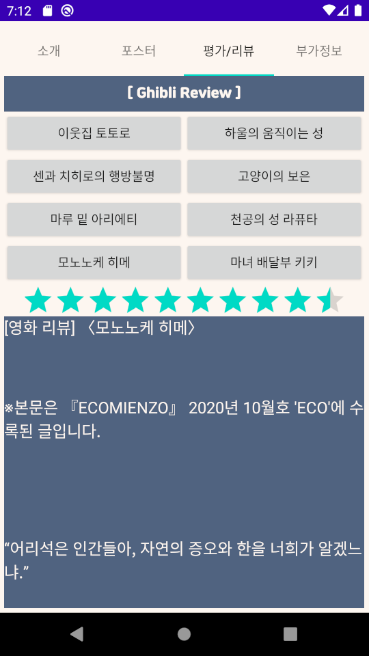 7:12
소개 포스터 평가/리뷰 부가정보
[ Ghibli Review ]
이웃집 토토로 하울의 움직이는 성
센과 치히로의 행방불명 고양이의 보은
마루 밑 아리에티 천공의 성 라퓨타
모노노케 히메 마녀 배달부 키키
[영화 리뷰] 〈모노노케 히메〉
※본문은 『ECOMIENZO』 2020년 10월호 'ECO'에 수
록된 글입니다.
“어리석은 인간들아, 자연의 증오와 한을 너희가 알겠느
냐.”